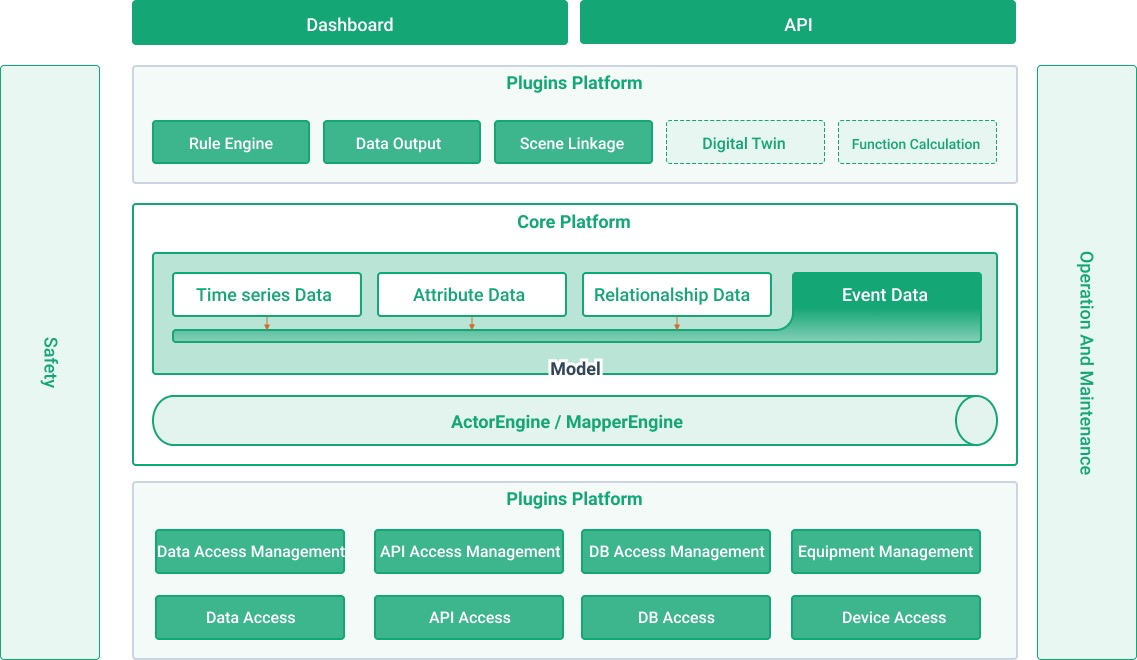 Dashboard
API
Safety
Plugins Platform
Rule Engine
Data Output
Scene Linkage
Digital Twin
Function Calculation
Core Platform
Time series Data
Attribute Data
Relationalship Data
Event Data
Model
ActorEngine / MapperEngine
Plugins Platform
Data Access Management
API Access Management
DB Access Management
Equipment Management
Data Access
API Access
DB Access
Device Access
Operation And Maintenance